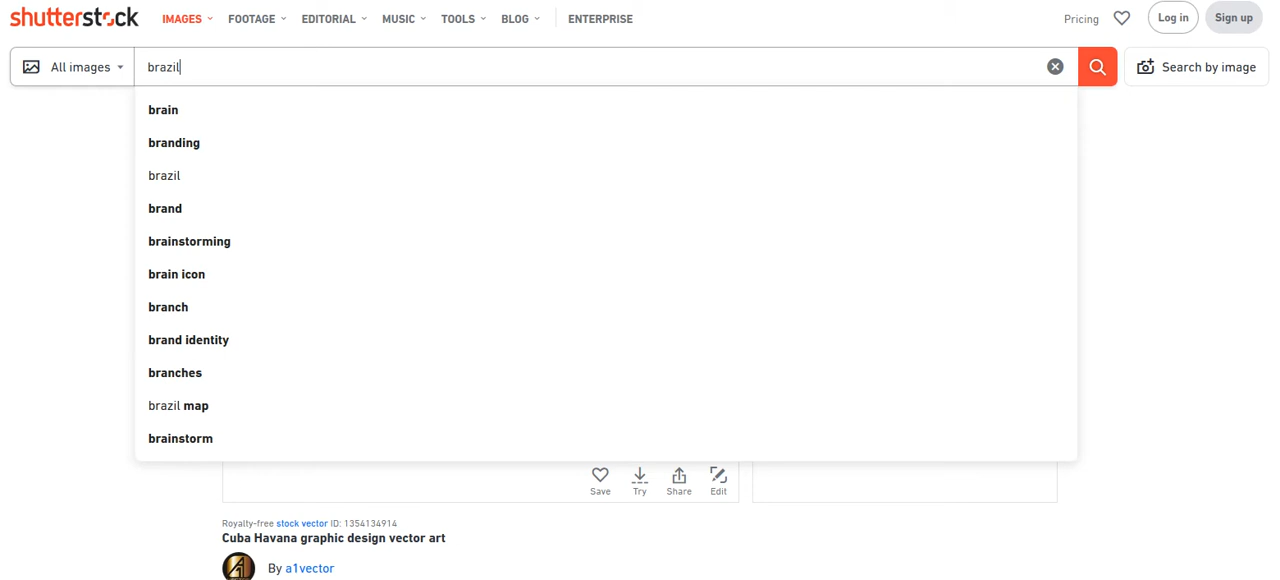 shutterstock IMAGES FOOTAGE EDITORIAL MUSIC TOOLS BLOG ENTERPRISE Pricing Log in Sign up
All images brazil Search by image
brain
branding
brazil
brand
brainstorming
brain icon
branch
brand identity
branches
brazil map
brainstorm
Save Try Share Edit
Royalty-free stock vector ID: 1354134914
Cuba Havana graphic design vector art
By a1vector